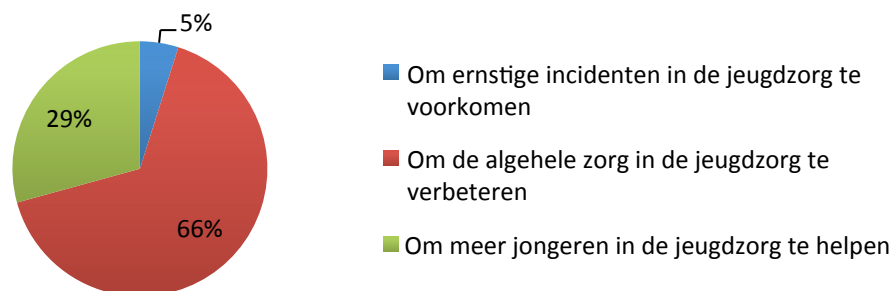 5%
29%
66%
Om ernstige incidenten in de jeugdzorg te
voorkomen
Om de algehele zorg in de jeugdzorg te
verbeteren
Om meer jongeren in de jeugdzorg te helpen